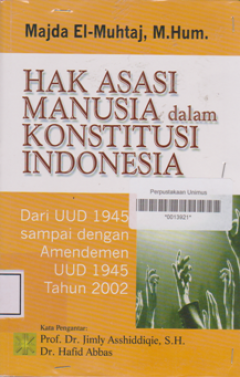 Majda El-Muhtaj, M.Hum.
HAK ASASI
MANUSIA dalam
KONSTITUSI
INDONESIA
Perpustakaan Unimus
*0013921*
Dari UUD 1945
sampai dengan
Amendemen
UUD 1945
Tahun 2002
Kata Pengantar:
Prof. Dr. Jimly Asshiddiqie, S.H.
Dr. Hafid Abbas